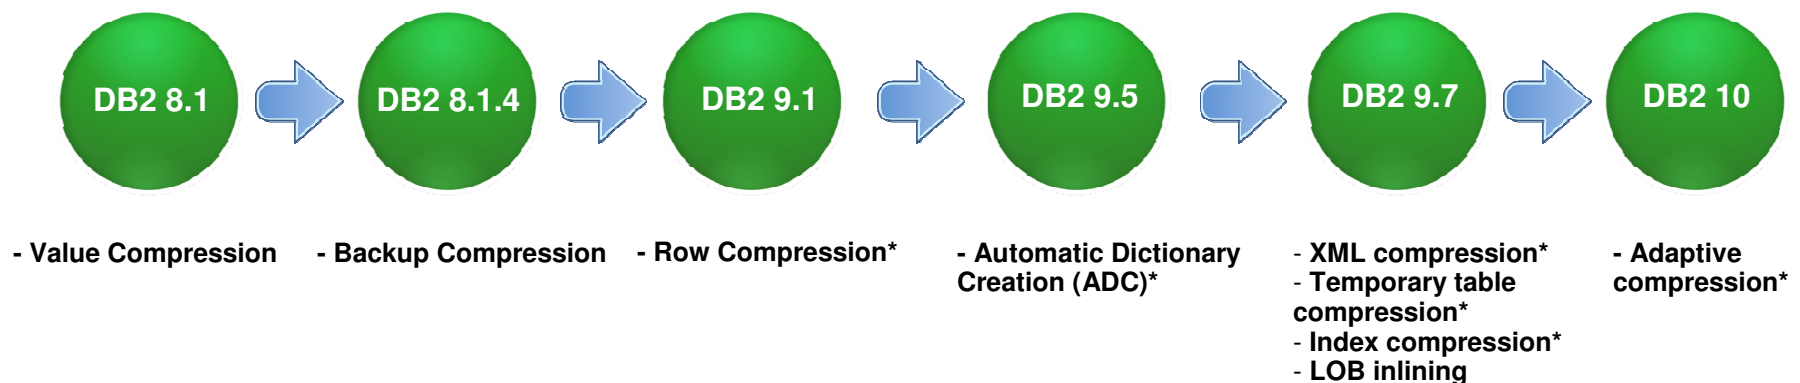 DB2 8.1
DB2 8.1.4
DB2 9.1
DB2 9.5
DB2 9.7
DB2 10
- Value Compression
- Backup Compression
- Row Compression*
- Automatic Dictionary
Creation (ADC)*
- XML compression*
- Temporary table
compression*
- Index compression*
- LOB inlining
- Adaptive
compression*